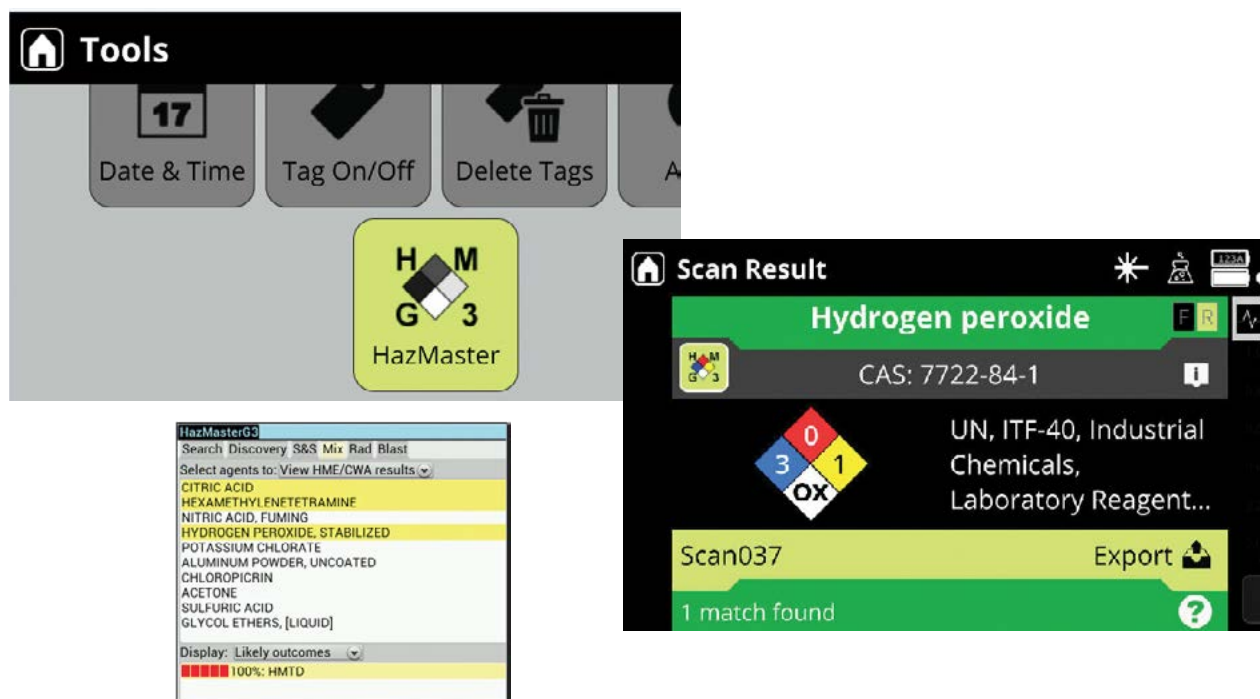 Tools
17
Date & Time
Tag On/Off
Delete Tags
H M
G 3
HazMaster
Scan Result
123A
Hydrogen peroxide
F R
H M
G 3
CAS: 7722-84-1
i
0
3 1
OX
UN, ITF-40, Industrial
Chemicals,
Laboratory Reagent...
Scan037
Export
1 match found
?
HazMasterG3
Search Discovery S&S Mix Rad Blast
Select agents to: View HME/CWA results
CITRIC ACID
HEXAMETHYLENETETRAMINE
NITRIC ACID, FUMING
HYDROGEN PEROXIDE, STABILIZED
POTASSIUM CHLORATE
ALUMINUM POWDER, UNCOATED
CHLOROPICRIN
ACETONE
SULFURIC ACID
GLYCOL ETHERS, [LIQUID]
Display: Likely outcomes
100%: HMTD